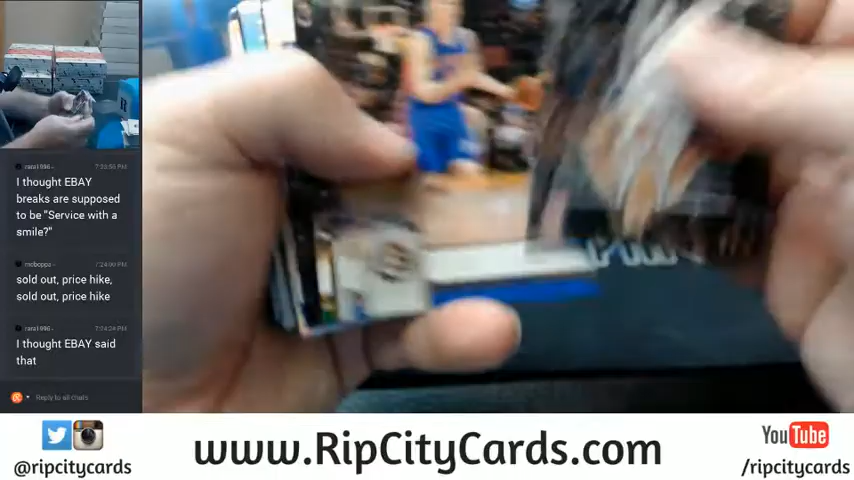 rara1996 -
7:23:55 PM
I thought EBAY
breaks are supposed
to be "Service with a
smile?"
7:24:00 PM
sold out, price hike,
sold out, price hike
rara1996 -
7:24:24 PM
I thought EBAY said
that
Reply to all chats
@ripcitycards
www.RipCityCards.com
You Tube
/ripcitycards